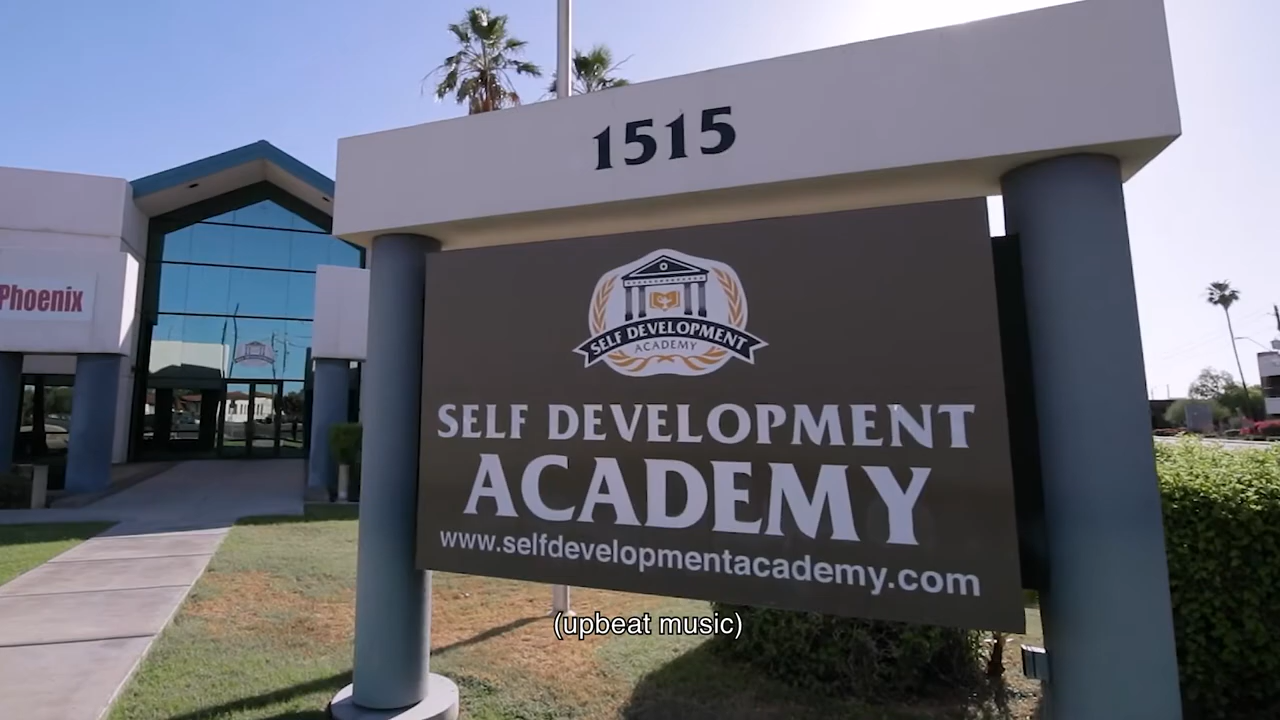 1515
Phoenix
SELF DEVELOPMENT
ACADEMY
SELF DEVELOPMENT
ACADEMY
www.selfdevelopmentacademy.com
(upbeat music)